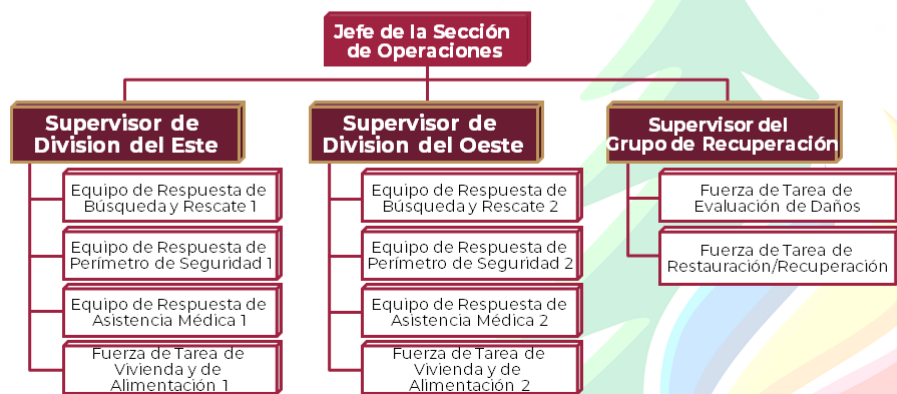 Jefe de la Sección
de Operaciones
Supervisor de
Division del Este
Equipo de Respuesta de
Búsqueda y Rescate 1
Equipo de Respuesta de
Perímetro de Seguridad 1
Equipo de Respuesta de
Asistencia Médica 1
Fuerza de Tarea de
Vivienda y de
Alimentación 1
Supervisor de
Division del Oeste
Equipo de Respuesta de
Búsqueda y Rescate 2
Equipo de Respuesta de
Perímetro de Seguridad 2
Equipo de Respuesta de
Asistencia Médica 2
Fuerza de Tarea de
Vivienda y de
Alimentación 2
Supervisor del
Grupo de Recuperación
Fuerza de Tarea de
Evaluación de Daños
Fuerza de Tarea de
Restauración/Recuperación